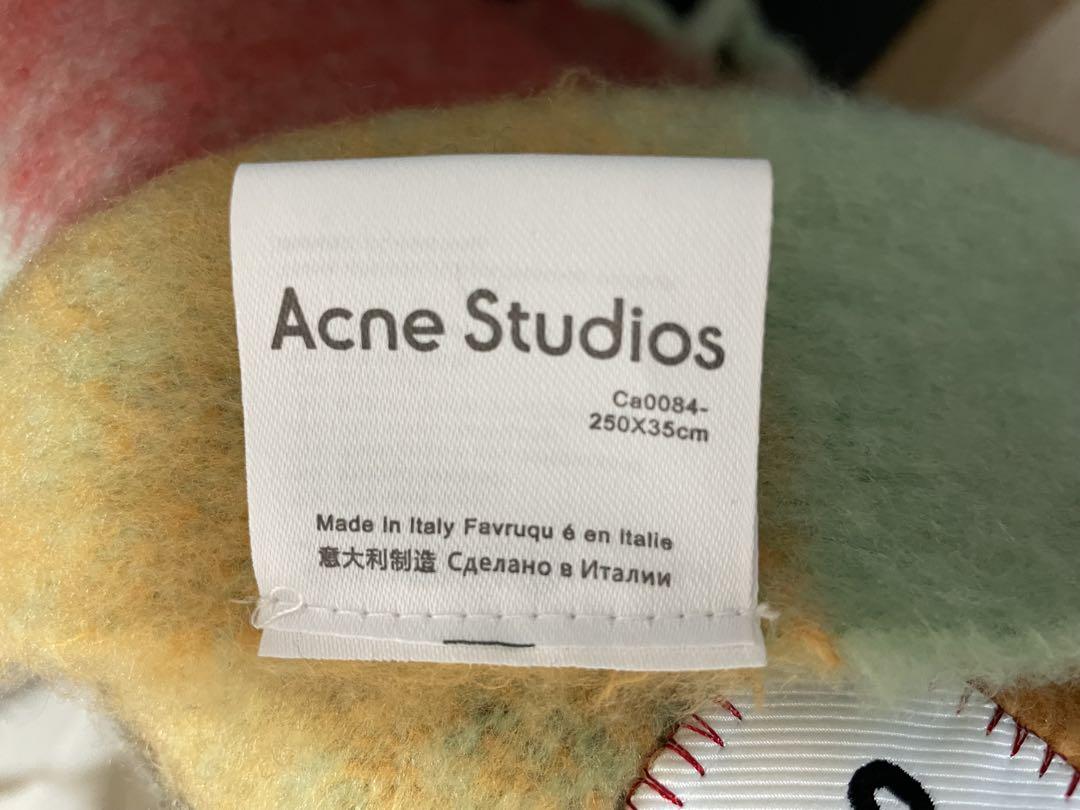 Acne Studios
Ca0084-
250X35cm
Made in Italy Favruqu é en Italie
意大利制造 Сделано в Италии